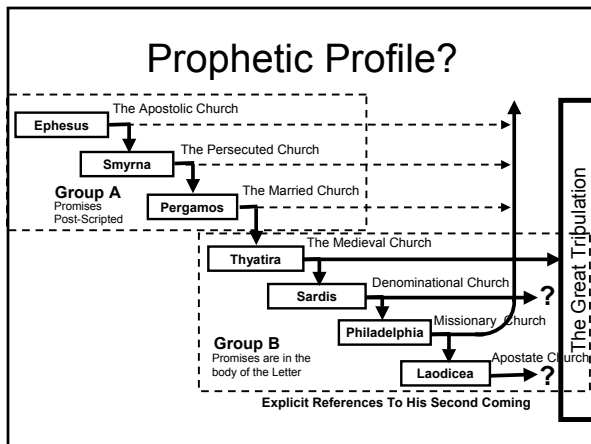 Prophetic Profile?
The Apostolic Church
Ephesus
The Persecuted Church
Smyrna
Group A
Promises
Post-Scripted
The Married Church
Pergamos
The Medieval Church
Thyatira
Denominational Church
Sardis
?
Missionary Church
Philadelphia
Group B
Promises are in the
body of the Letter
Apostate Church
Laodicea
?
Explicit References To His Second Coming
The Great Tribulation